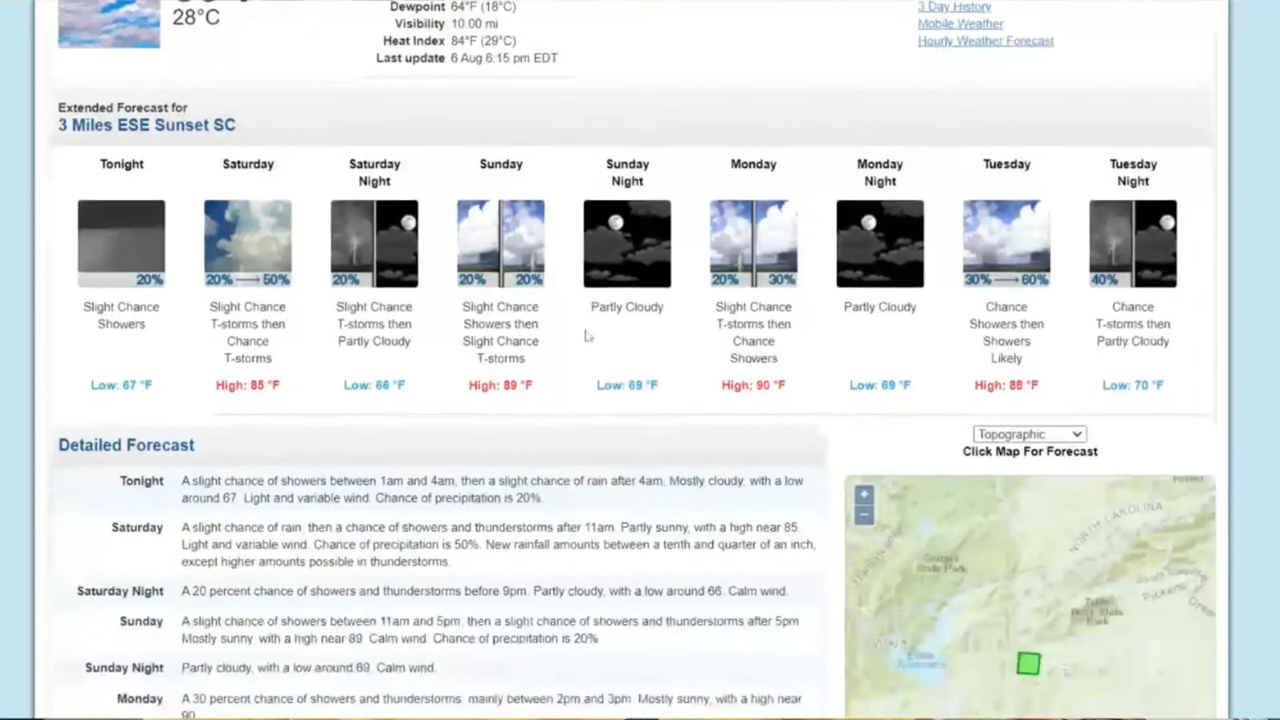 28°C
Dewpoint 64°F (18°C)
Visibility 10.00 mi
Heat Index 84°F (29°C)
Last update 6 Aug 6:15 pm EDT
3 Day History
Mobile Weather
Hourly Weather Forecast
Extended Forecast for
3 Miles ESE Sunset SC
Tonight
20%
Slight Chance
Showers
Low: 67 °F
Saturday
20% 50%
Slight Chance
T-storms then
Chance
T-storms
High: 85 °F
Saturday
Night
20%
Slight Chance
T-storms then
Partly Cloudy
Low: 66 °F
Sunday
20% 20%
Slight Chance
Showers then
Slight Chance
T-storms
High: 89 °F
Sunday
Night
Partly Cloudy
Low: 69 °F
Monday
20% 30%
Slight Chance
T-storms then
Chance
Showers
High: 90 °F
Monday
Night
Partly Cloudy
Low: 69 °F
Tuesday
30% 60%
Chance
Showers then
Showers
Likely
High: 88 °F
Tuesday
Night
40%
Chance
T-storms then
Partly Cloudy
Low: 70 °F
Detailed Forecast
Tonight
A slight chance of showers between 1am and 4am, then a slight chance of rain after 4am. Mostly cloudy, with a low
around 67. Light and variable wind. Chance of precipitation is 20%.
Saturday
A slight chance of rain, then a chance of showers and thunderstorms after 11am. Partly sunny, with a high near 85.
Light and variable wind. Chance of precipitation is 50%. New rainfall amounts between a tenth and quarter of an inch,
except higher amounts possible in thunderstorms.
Saturday Night
A 20 percent chance of showers and thunderstorms before 9pm. Partly cloudy, with a low around 66. Calm wind.
Sunday
A slight chance of showers between 11am and 5pm, then a slight chance of showers and thunderstorms after 5pm.
Mostly sunny, with a high near 89. Calm wind. Chance of precipitation is 20%.
Sunday Night
Partly cloudy, with a low around 69. Calm wind.
Monday
A 30 percent chance of showers and thunderstorms, mainly between 2pm and 3pm. Mostly sunny, with a high near
90.
Topographic
Click Map For Forecast
+
−
NORTH CAROLINA
State Park
Table
Rock State
Park
Pickens